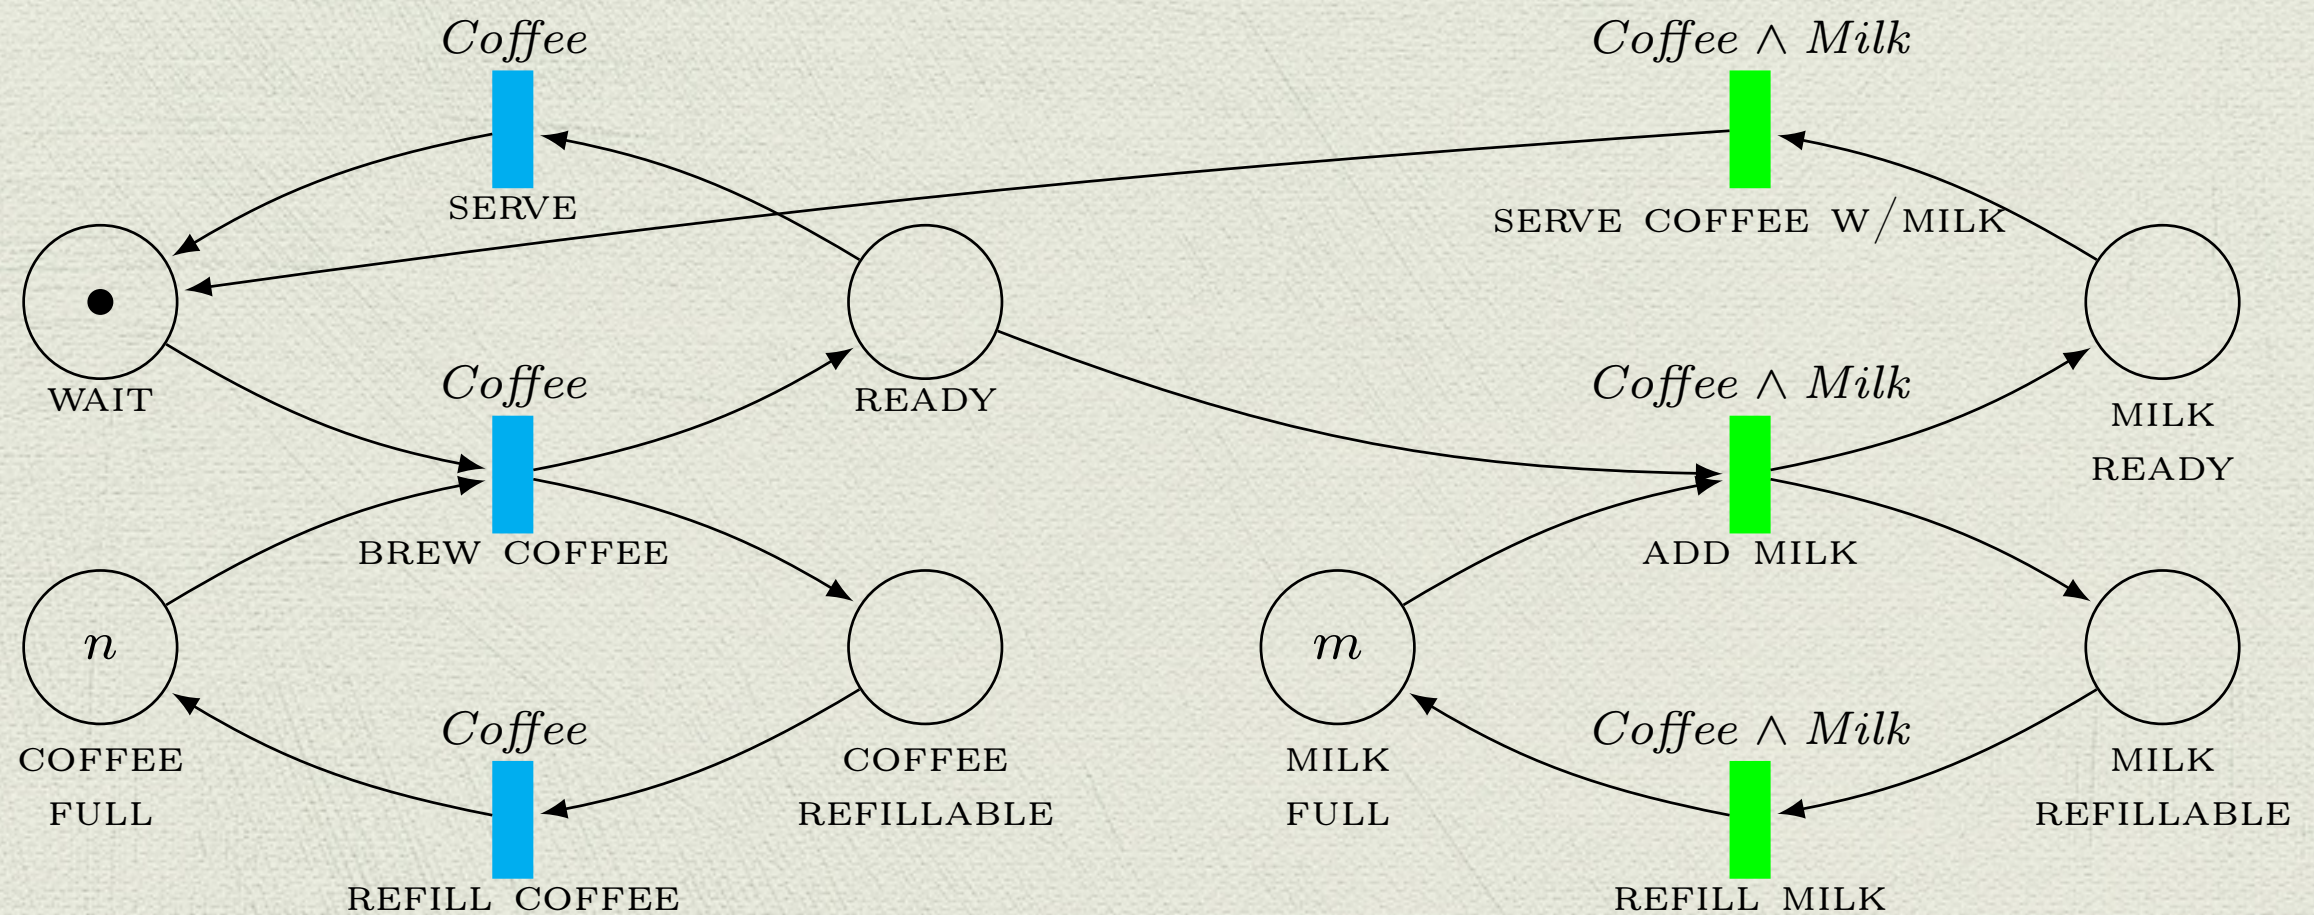 Coffee
Coffee ∧ Milk
SERVE
SERVE COFFEE W/MILK
WAIT
Coffee
READY
Coffee ∧ Milk
MILK
READY
BREW COFFEE
ADD MILK
n
m
Coffee
Coffee ∧ Milk
COFFEE
FULL
COFFEE
REFILLABLE
MILK
FULL
MILK
REFILLABLE
REFILL COFFEE
REFILL MILK